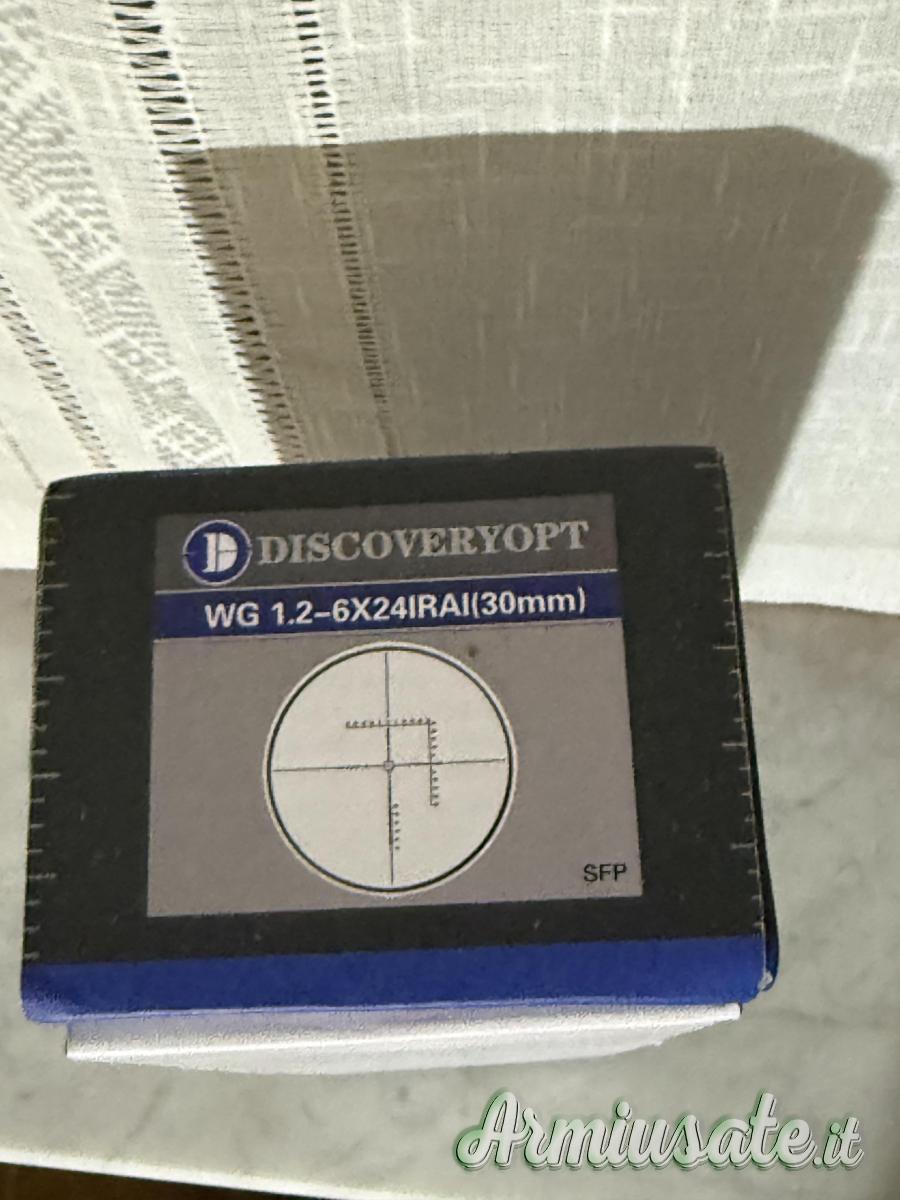 DISCOVERYOPT
WG 1.2-6X24IRAI(30mm)
SFP
Armiusate.it